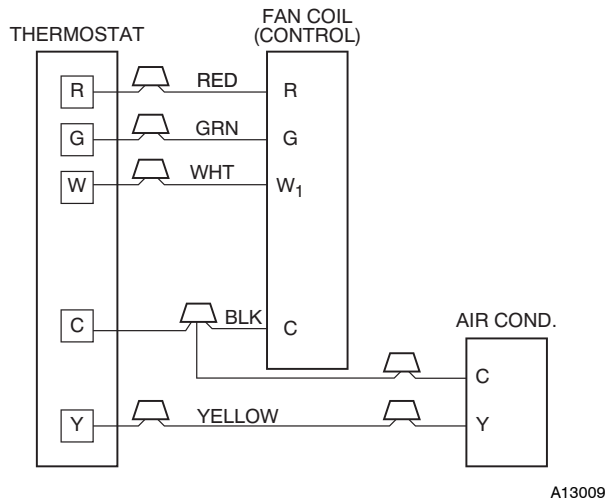 THERMOSTAT
FAN COIL
(CONTROL)
R
RED
R
G
GRN
G
W
WHT
W1
C
BLK
C
AIR COND.
C
Y
YELLOW
Y
A13009